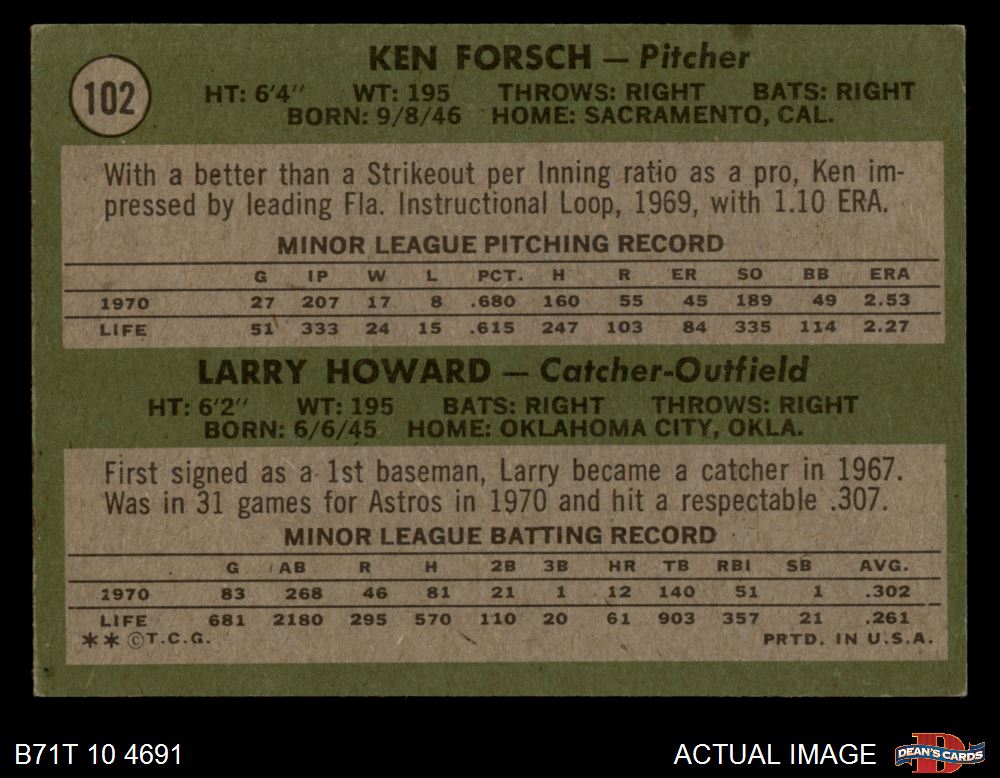 102
KEN FORSCH — Pitcher
HT: 6'4" WT: 195 THROWS: RIGHT BATS: RIGHT
BORN: 9/8/46 HOME: SACRAMENTO, CAL.
With a better than a Strikeout per Inning ratio as a pro, Ken im-
pressed by leading Fla. Instructional Loop, 1969, with 1.10 ERA.
MINOR LEAGUE PITCHING RECORD
G IP W L PCT. H R ER SO BB ERA
1970 27 207 17 8 .680 160 55 45 189 49 2.53
LIFE 51 333 24 15 .615 247 103 84 335 114 2.27
LARRY HOWARD — Catcher-Outfield
HT: 6'2" WT: 195 BATS: RIGHT THROWS: RIGHT
BORN: 6/6/45 HOME: OKLAHOMA CITY, OKLA.
First signed as a 1st baseman, Larry became a catcher in 1967.
Was in 31 games for Astros in 1970 and hit a respectable .307.
MINOR LEAGUE BATTING RECORD
G AB R H 2B 3B HR TB RBI SB AVG.
1970 83 268 46 81 21 1 12 140 51 1 .302
LIFE 681 2180 295 570 110 20 61 903 357 21 .261
** ©T.C.G. PRTD. IN U.S.A.
B71T 10 4691 ACTUAL IMAGE DEAN'S CARDS